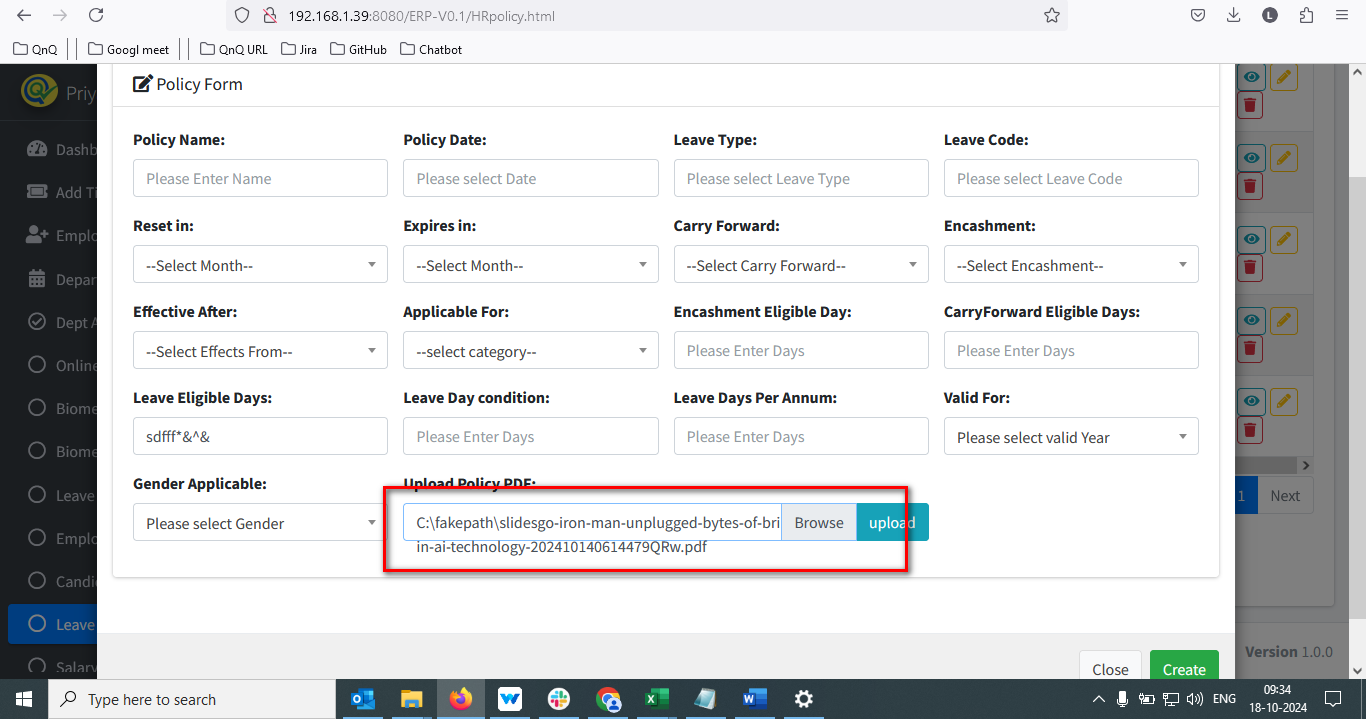 192.168.1.39:8080/ERP-V0.1/HRpolicy.html
L
QnQ Googl meet QnQ URL Jira GitHub Chatbot
Priy
Policy Form
Dashb
Policy Name: Policy Date: Leave Type: Leave Code:
Please Enter Name Please select Date Please select Leave Type Please select Leave Code
Add Ti
Reset in: Expires in: Carry Forward: Encashment:
Emplo
--Select Month-- --Select Month-- --Select Carry Forward-- --Select Encashment--
Depar
Effective After: Applicable For: Encashment Eligible Day: CarryForward Eligible Days:
Dept A
--Select Effects From-- --select category-- Please Enter Days Please Enter Days
Online
Leave Eligible Days: Leave Day condition: Leave Days Per Annum: Valid For:
Biome
sdfff*&^& Please Enter Days Please Enter Days Please select valid Year
Biome
Gender Applicable: Upload Policy PDF:
Leave
1 Next
Please select Gender C:\fakepath\slidesgo-iron-man-unplugged-bytes-of-bri Browse upload
in-ai-technology-202410140614479QRw.pdf
Emplo
Candi
Leave
Version 1.0.0
Salary
Close Create
Type here to search
ENG
09:34
18-10-2024